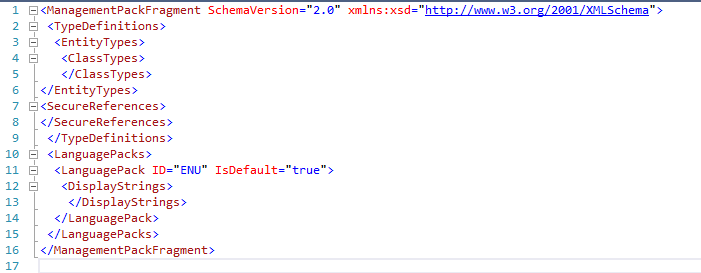 1 <ManagementPackFragment SchemaVersion="2.0" xmlns:xsd="http://www.w3.org/2001/XMLSchema">
2 <TypeDefinitions>
3 <EntityTypes>
4 <ClassTypes>
5 </ClassTypes>
6 </EntityTypes>
7 <SecureReferences>
8 </SecureReferences>
9 </TypeDefinitions>
10 <LanguagePacks>
11 <LanguagePack ID="ENU" IsDefault="true">
12 <DisplayStrings>
13 </DisplayStrings>
14 </LanguagePack>
15 </LanguagePacks>
16 </ManagementPackFragment>
17